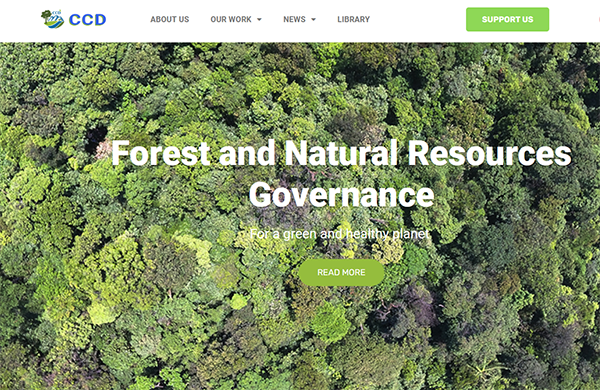 CCD
ABOUT US
OUR WORK
NEWS
LIBRARY
SUPPORT US
Forest and Natural Resources
Governance
For a green and healthy planet
READ MORE